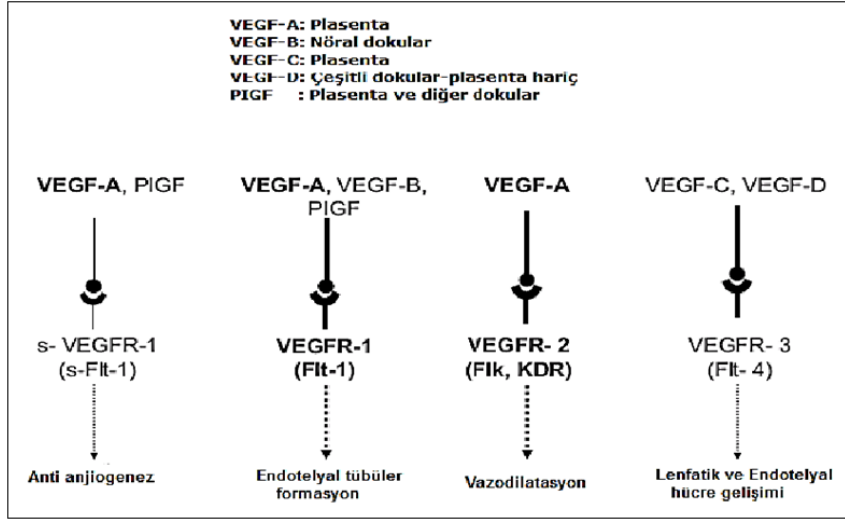 VEGF-A: Plasenta
VEGF-B: Nöral dokular
VEGF-C: Plasenta
VEGF-D: Çeşitli dokular-plasenta hariç
PIGF : Plasenta ve diğer dokular
VEGF-A, PIGF
VEGF-A, VEGF-B,
PIGF
VEGF-A
VEGF-C, VEGF-D
s- VEGFR-1
(s-Flt-1)
VEGFR-1
(Flt-1)
VEGFR- 2
(Flk, KDR)
VEGFR- 3
(Flt- 4)
Anti anjiogenez
Endotelyal tübüler
formasyon
Vazodilatasyon
Lenfatik ve Endotelyal
hücre gelişimi